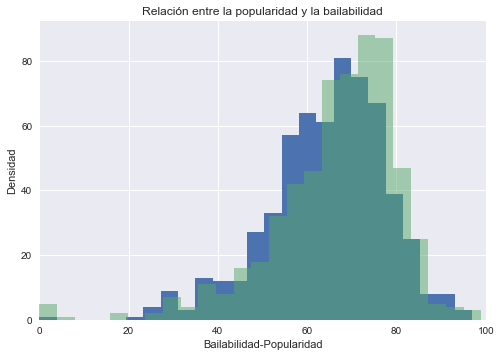 Relación entre la popularidad y la bailabilidad
Densidad
80
60
40
20
0
0 20 40 60 80 100
Bailabilidad-Popularidad